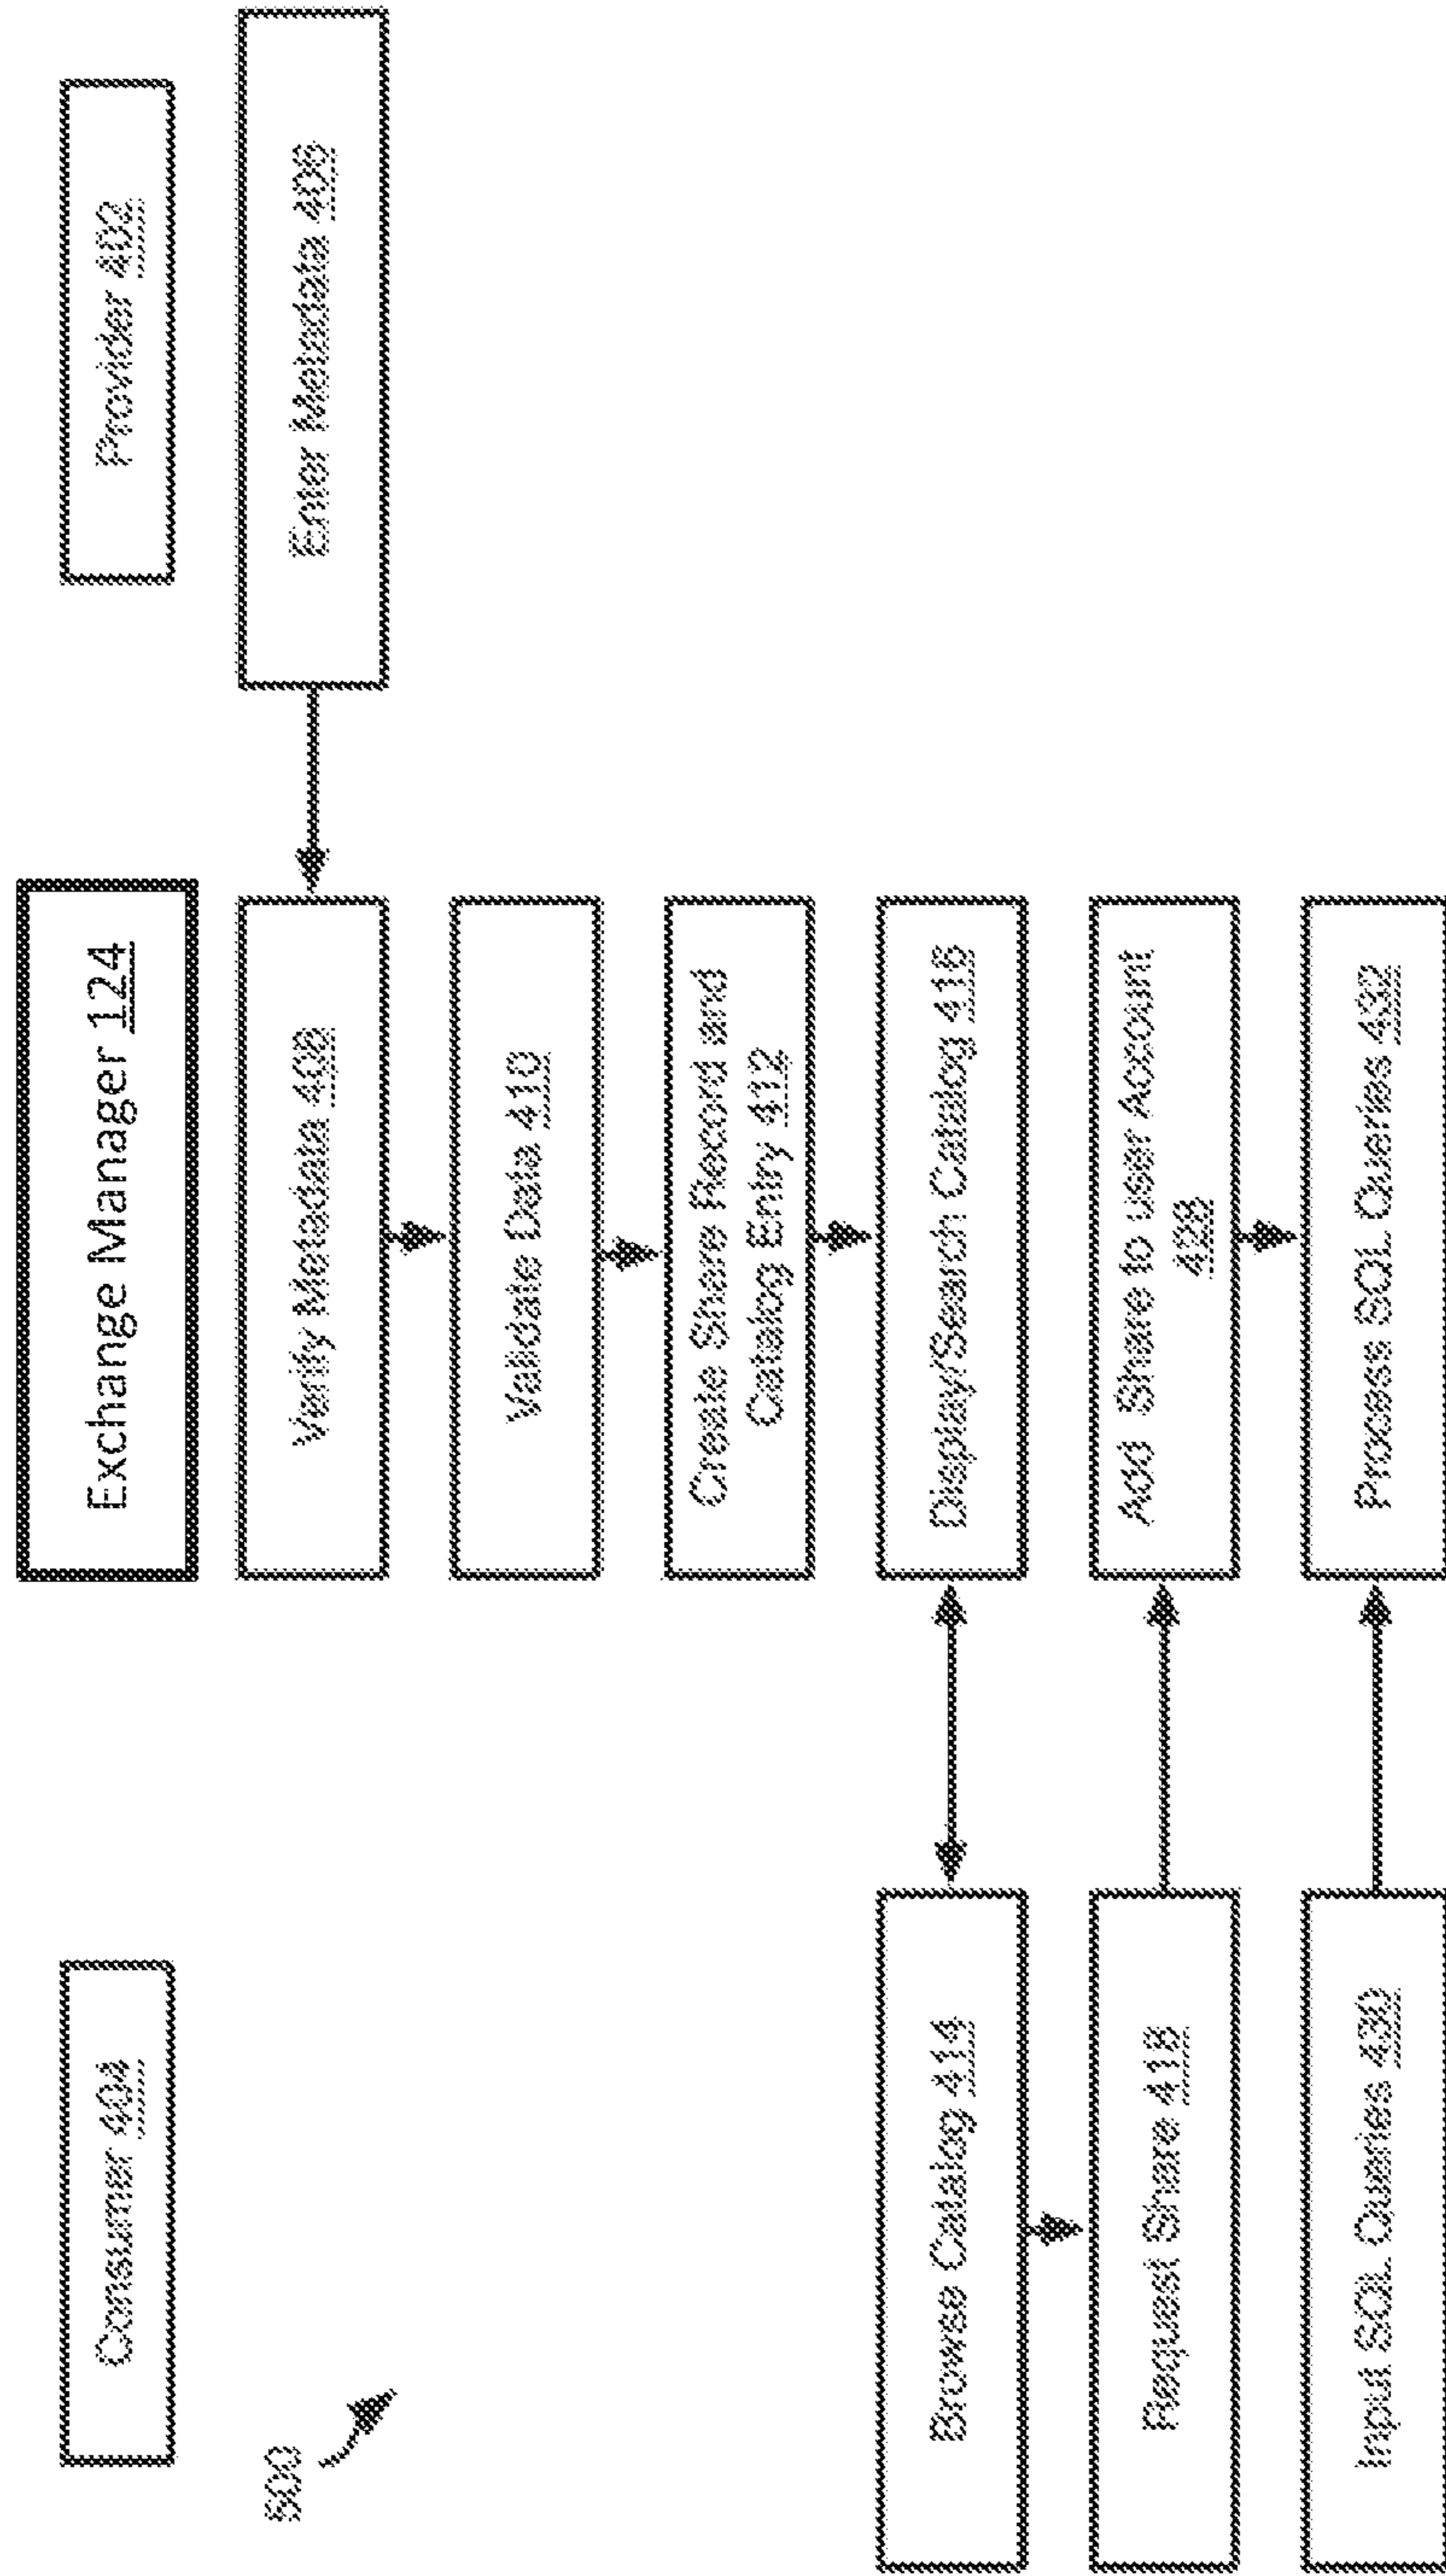 500
Consumer 404
Exchange Manager 124
Provider 402
Verify Metadata 408
Enter Metadata 406
Validate Data 410
Create Share Record and
Catalog Entry 412
Browse Catalog 414
Display/Search Catalog 416
Request Share 418
Add Share to user Account
428
Input SQL Queries 430
Process SQL Queries 432